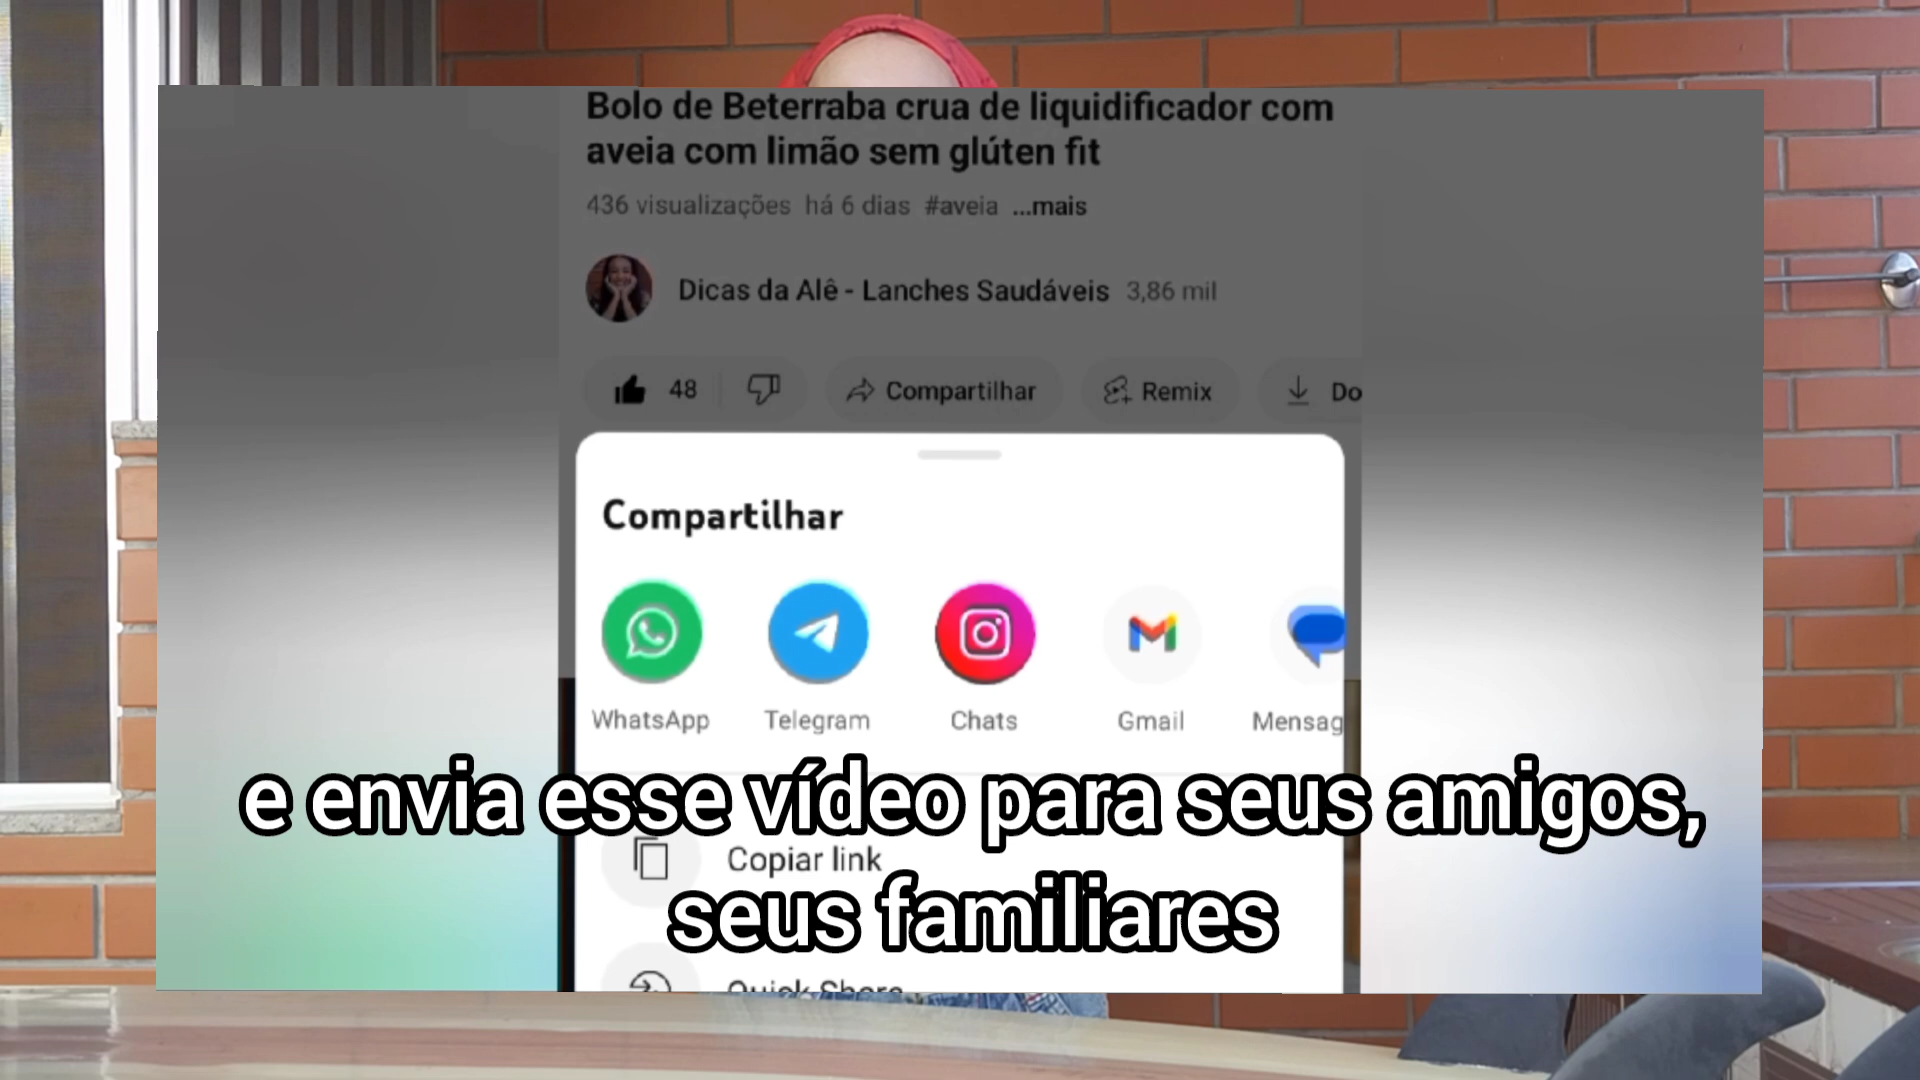 Bolo de Beterraba crua de liquidificador com
aveia com limão sem glúten fit
436 visualizações há 6 dias #aveia ...mais
Dicas da Alê - Lanches Saudáveis 3,86 mil
48 Compartilhar Remix Do
Compartilhar
WhatsApp Telegram Chats Gmail Mensag
e envia esse vídeo para seus amigos,
Copiar link
seus familiares
Quick Share